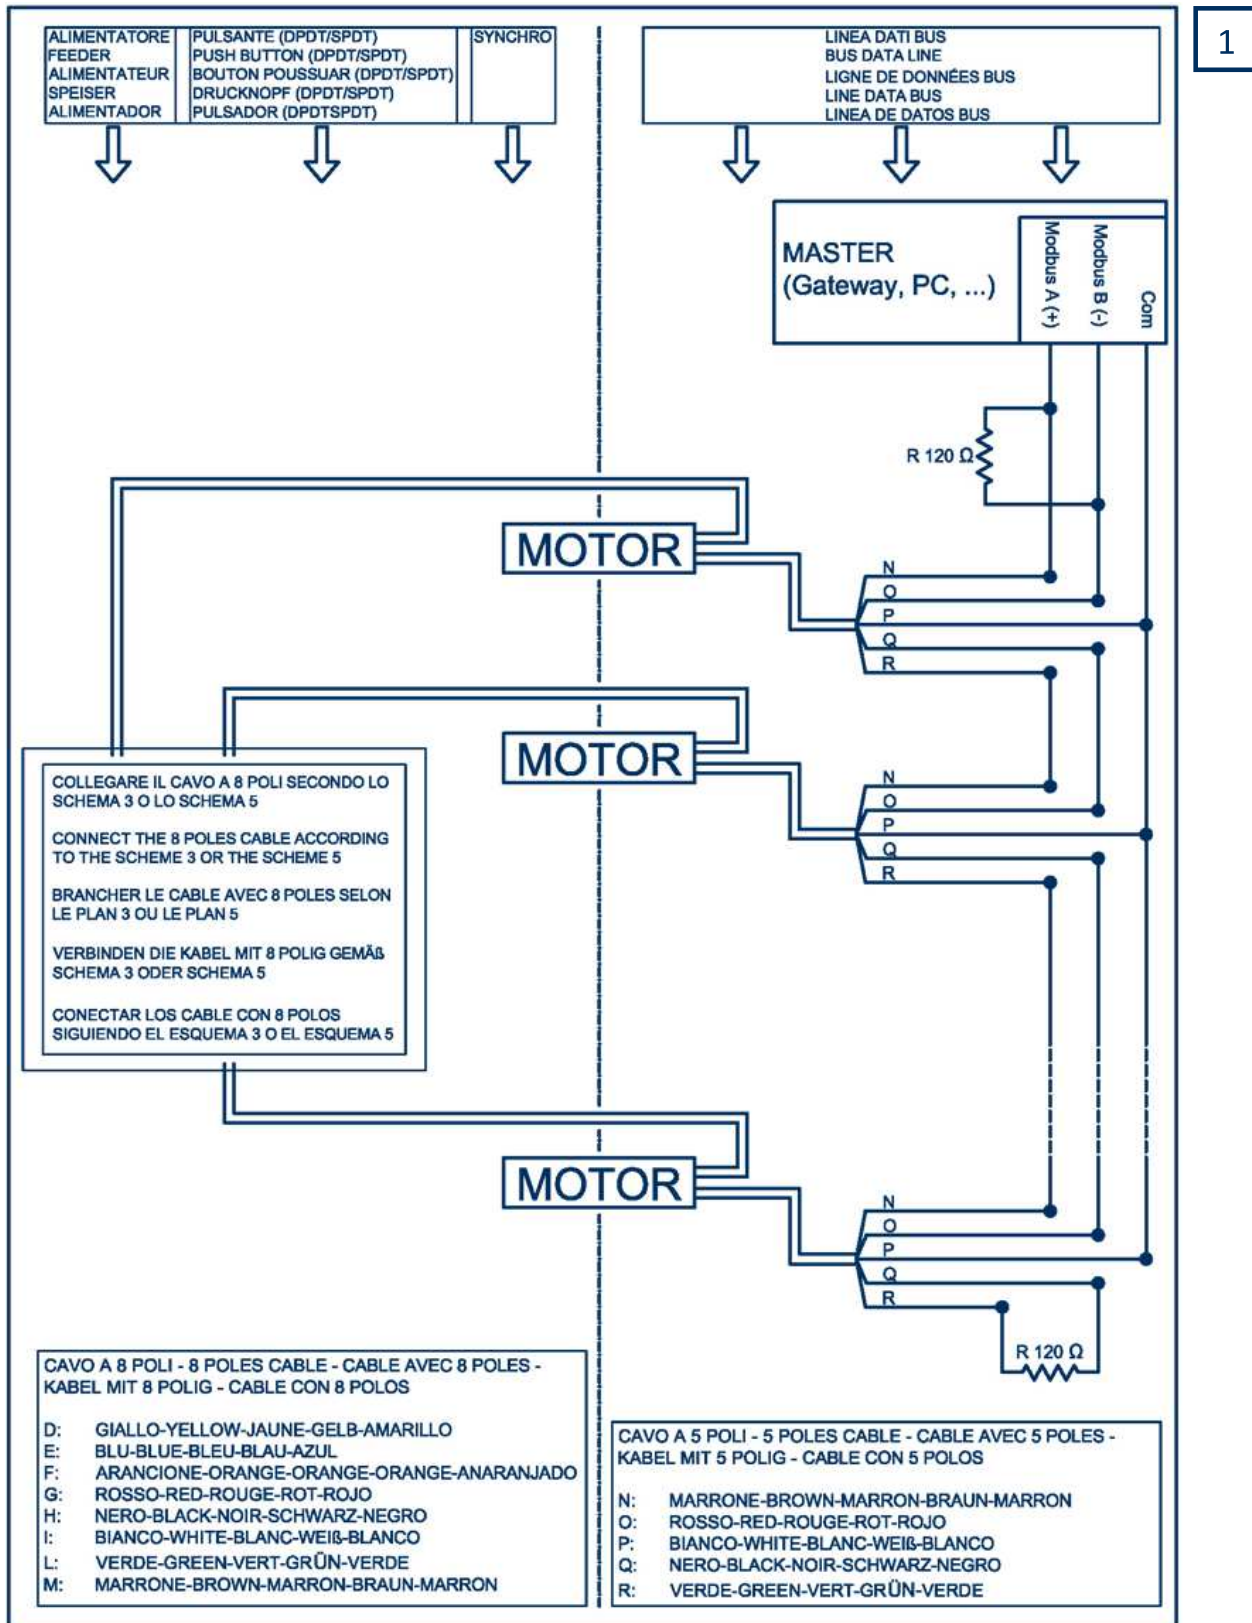 1
ALIMENTATORE
FEEDER
ALIMENTATEUR
SPEISER
ALIMENTADOR
PULSANTE (DPDT/SPDT)
PUSH BUTTON (DPDT/SPDT)
BOUTON POUSSUAR (DPDT/SPDT)
DRUCKNOPF (DPDT/SPDT)
PULSADOR (DPDTSPDT)
SYNCHRO
LINEA DATI BUS
BUS DATA LINE
LIGNE DE DONNÉES BUS
LINE DATA BUS
LINEA DE DATOS BUS
MASTER
(Gateway, PC, ...)
Modbus A (+)
Modbus B (-)
Com
R 120 Ω
MOTOR
N
O
P
Q
R
MOTOR
N
O
P
Q
R
COLLEGARE IL CAVO A 8 POLI SECONDO LO
SCHEMA 3 O LO SCHEMA 5
CONNECT THE 8 POLES CABLE ACCORDING
TO THE SCHEME 3 OR THE SCHEME 5
BRANCHER LE CABLE AVEC 8 POLES SELON
LE PLAN 3 OU LE PLAN 5
VERBINDEN DIE KABEL MIT 8 POLIG GEMÄß
SCHEMA 3 ODER SCHEMA 5
CONECTAR LOS CABLE CON 8 POLOS
SIGUIENDO EL ESQUEMA 3 O EL ESQUEMA 5
MOTOR
N
O
P
Q
R
R 120 Ω
CAVO A 8 POLI - 8 POLES CABLE - CABLE AVEC 8 POLES -
KABEL MIT 8 POLIG - CABLE CON 8 POLOS
D: GIALLO-YELLOW-JAUNE-GELB-AMARILLO
E: BLU-BLUE-BLEU-BLAU-AZUL
F: ARANCIONE-ORANGE-ORANGE-ORANGE-ANARANJADO
G: ROSSO-RED-ROUGE-ROT-ROJO
H: NERO-BLACK-NOIR-SCHWARZ-NEGRO
I: BIANCO-WHITE-BLANC-WEIß-BLANCO
L: VERDE-GREEN-VERT-GRÜN-VERDE
M: MARRONE-BROWN-MARRON-BRAUN-MARRON
CAVO A 5 POLI - 5 POLES CABLE - CABLE AVEC 5 POLES -
KABEL MIT 5 POLIG - CABLE CON 5 POLOS
N: MARRONE-BROWN-MARRON-BRAUN-MARRON
O: ROSSO-RED-ROUGE-ROT-ROJO
P: BIANCO-WHITE-BLANC-WEIß-BLANCO
Q: NERO-BLACK-NOIR-SCHWARZ-NEGRO
R: VERDE-GREEN-VERT-GRÜN-VERDE